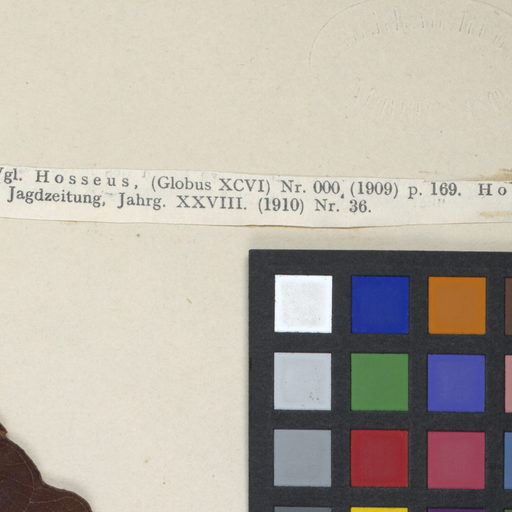 Vgl. Hosseus, (Globus XCVI) Nr. 000, (1909) p. 169. Ho
Jagdzeitung, Jahrg. XXVIII. (1910) Nr. 36.